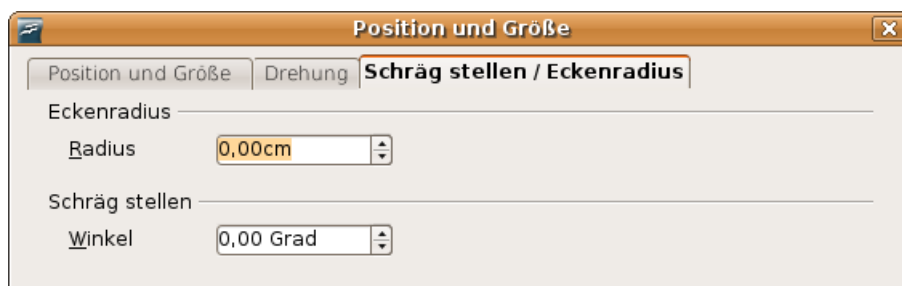 Position und Größe
Position und Größe Drehung Schräg stellen / Eckenradius
Eckenradius
Radius 0,00cm
Schräg stellen
Winkel 0,00 Grad